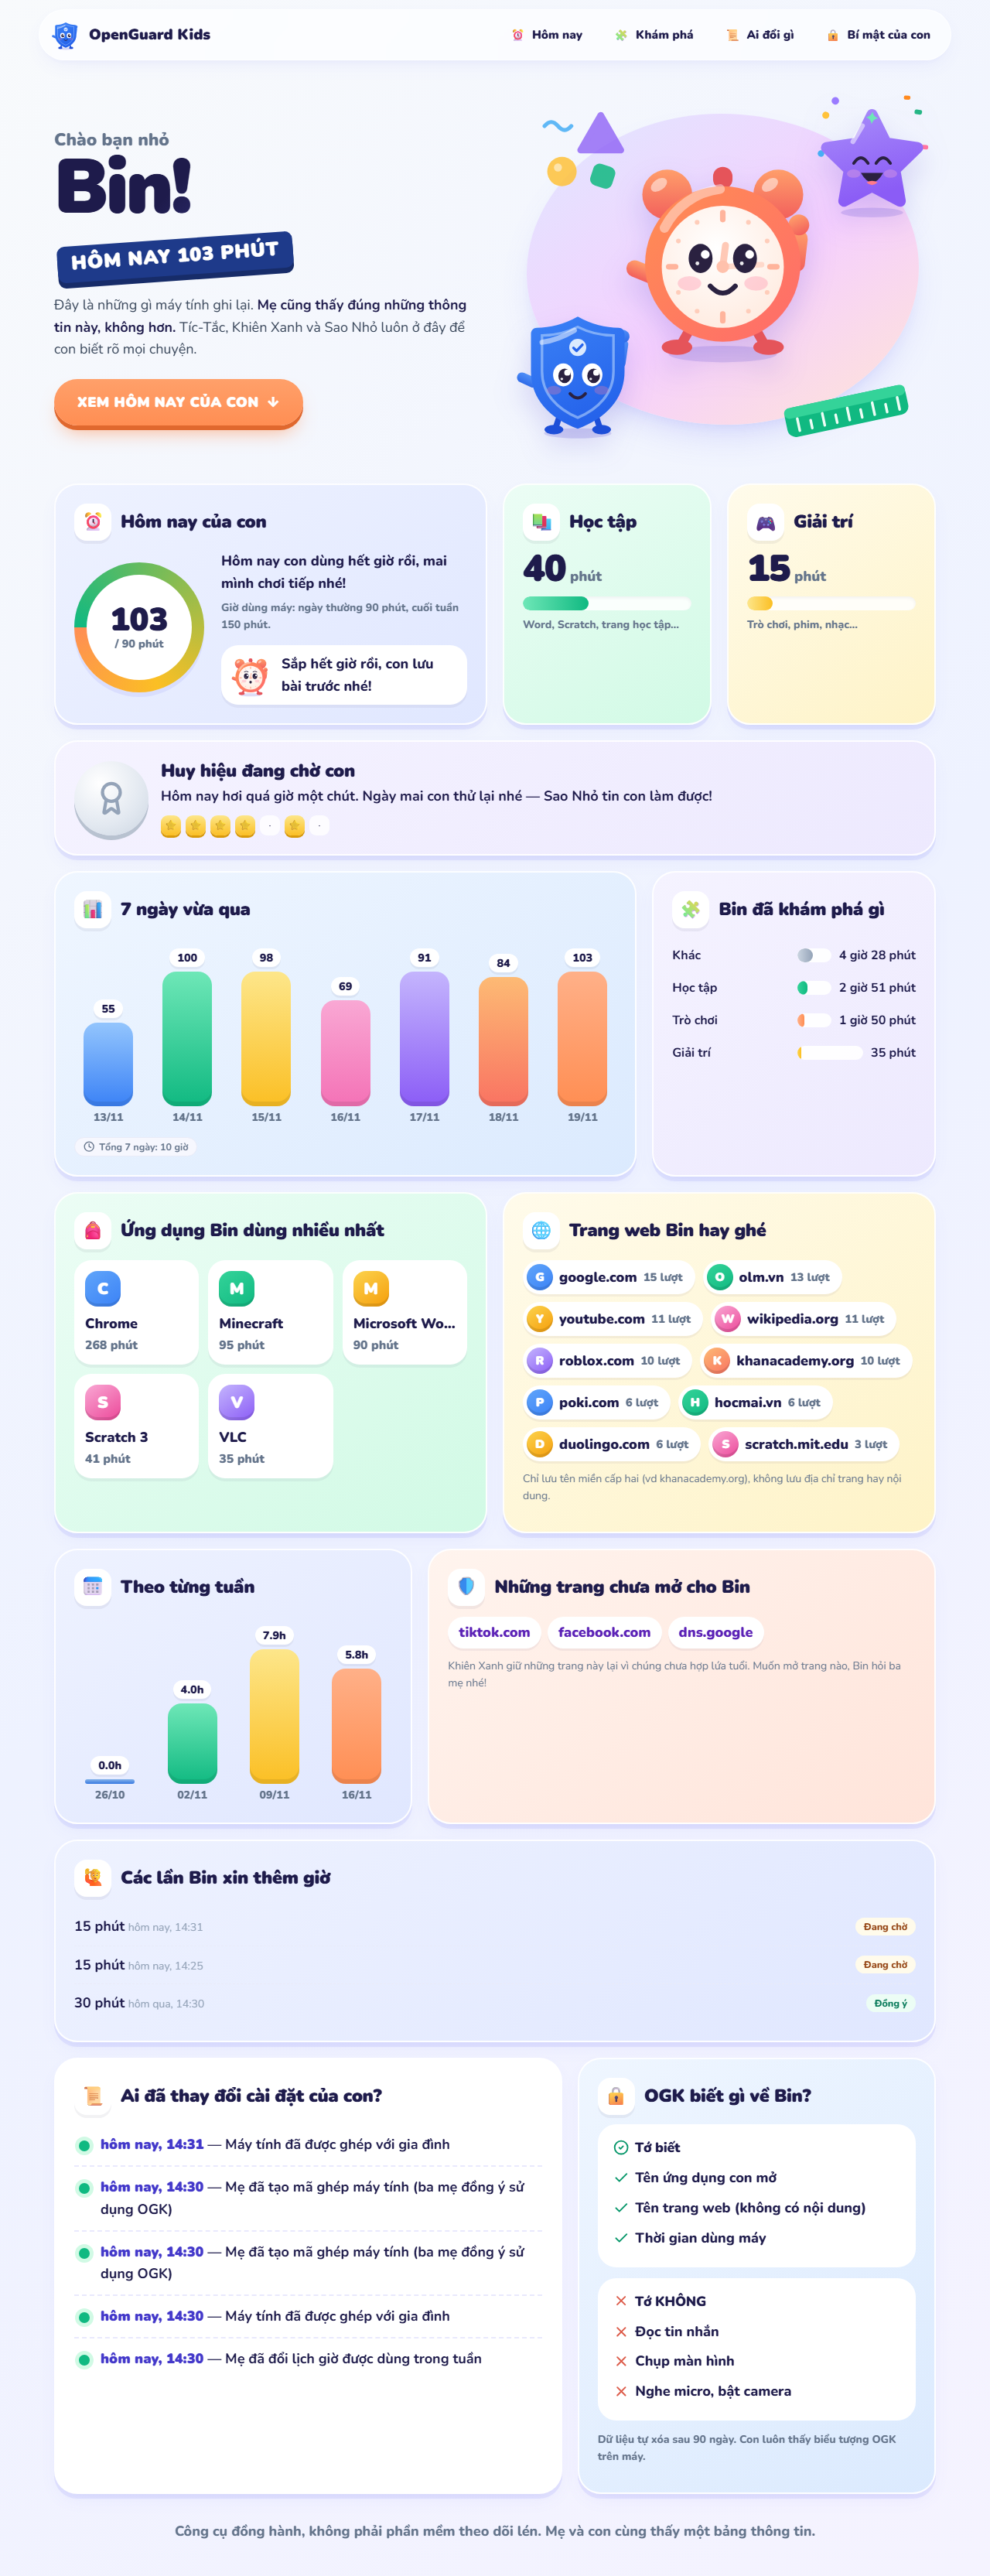 OpenGuard Kids
Hôm nay
Khám phá
Ai đổi gì
Bí mật của con
Chào bạn nhỏ
Bin!
HÔM NAY 103 PHÚT
Đây là những gì máy tính ghi lại. Mẹ cũng thấy đúng những thông
tin này, không hơn. Tíc-Tắc, Khiên Xanh và Sao Nhỏ luôn ở đây để
con biết rõ mọi chuyện.
XEM HÔM NAY CỦA CON ↓
Hôm nay của con
103
/ 90 phút
Hôm nay con dùng hết giờ rồi, mai
mình chơi tiếp nhé!
Giờ dùng máy: ngày thường 90 phút, cuối tuần
150 phút.
Sắp hết giờ rồi, con lưu
bài trước nhé!
Học tập
40 phút
Word, Scratch, trang học tập...
Giải trí
15 phút
Trò chơi, phim, nhạc...
Huy hiệu đang chờ con
Hôm nay hơi quá giờ một chút. Ngày mai con thử lại nhé — Sao Nhỏ tin con làm được!
7 ngày vừa qua
55
100
98
69
91
84
103
13/11
14/11
15/11
16/11
17/11
18/11
19/11
Tổng 7 ngày: 10 giờ
Bin đã khám phá gì
Khác 4 giờ 28 phút
Học tập 2 giờ 51 phút
Trò chơi 1 giờ 50 phút
Giải trí 35 phút
Ứng dụng Bin dùng nhiều nhất
C
Chrome
268 phút
M
Minecraft
95 phút
M
Microsoft Wo...
90 phút
S
Scratch 3
41 phút
V
VLC
35 phút
Trang web Bin hay ghé
G google.com 15 lượt
O olm.vn 13 lượt
Y youtube.com 11 lượt
W wikipedia.org 11 lượt
R roblox.com 10 lượt
K khanacademy.org 10 lượt
P poki.com 6 lượt
H hocmai.vn 6 lượt
D duolingo.com 6 lượt
S scratch.mit.edu 3 lượt
Chỉ lưu tên miền cấp hai (vd khanacademy.org), không lưu địa chỉ trang hay nội
dung.
Theo từng tuần
0.0h
4.0h
7.9h
5.8h
26/10
02/11
09/11
16/11
Những trang chưa mở cho Bin
tiktok.com
facebook.com
dns.google
Khiên Xanh giữ những trang này lại vì chúng chưa hợp lứa tuổi. Muốn mở trang nào, Bin hỏi ba
mẹ nhé!
Các lần Bin xin thêm giờ
15 phút hôm nay, 14:31 Đang chờ
15 phút hôm nay, 14:25 Đang chờ
30 phút hôm qua, 14:30 Đồng ý
Ai đã thay đổi cài đặt của con?
hôm nay, 14:31 — Máy tính đã được ghép với gia đình
hôm nay, 14:30 — Mẹ đã tạo mã ghép máy tính (ba mẹ đồng ý sử
dụng OGK)
hôm nay, 14:30 — Mẹ đã tạo mã ghép máy tính (ba mẹ đồng ý sử
dụng OGK)
hôm nay, 14:30 — Máy tính đã được ghép với gia đình
hôm nay, 14:30 — Mẹ đã đổi lịch giờ được dùng trong tuần
OGK biết gì về Bin?
Tớ biết
Tên ứng dụng con mở
Tên trang web (không có nội dung)
Thời gian dùng máy
Tớ KHÔNG
Đọc tin nhắn
Chụp màn hình
Nghe micro, bật camera
Dữ liệu tự xóa sau 90 ngày. Con luôn thấy biểu tượng OGK
trên máy.
Công cụ đồng hành, không phải phần mềm theo dõi lén. Mẹ và con cùng thấy một bảng thông tin.